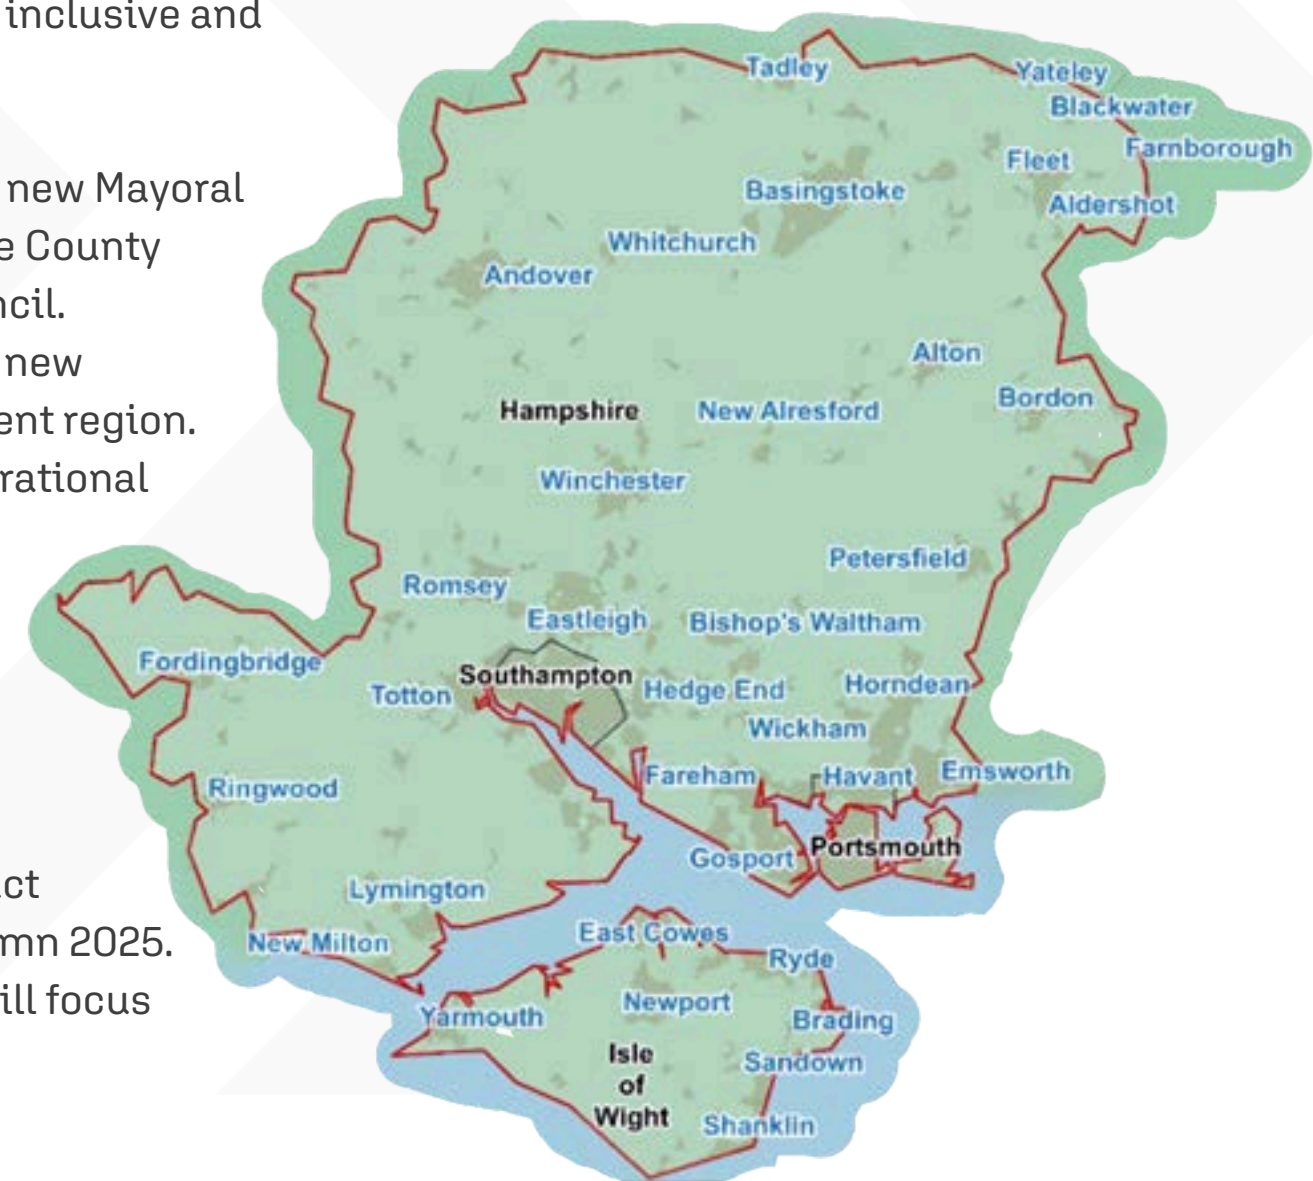 inclusive and
new Mayoral
e County
ncil.
new
ent region.
rational
act
mn 2025.
ill focus
Tadley
Yateley
Blackwater
Farnborough
Fleet
Basingstoke
Aldershot
Whitchurch
Andover
Alton
Bordon
Hampshire
New Alresford
Winchester
Petersfield
Romsey
Eastleigh
Bishop's Waltham
Fordingbridge
Southampton
Totton
Hedge End
Horndean
Wickham
Ringwood
Fareham
Havant
Emsworth
Gosport
Portsmouth
Lymington
New Milton
East Cowes
Ryde
Yarmouth
Newport
Brading
Isle
of
Wight
Sandown
Shanklin